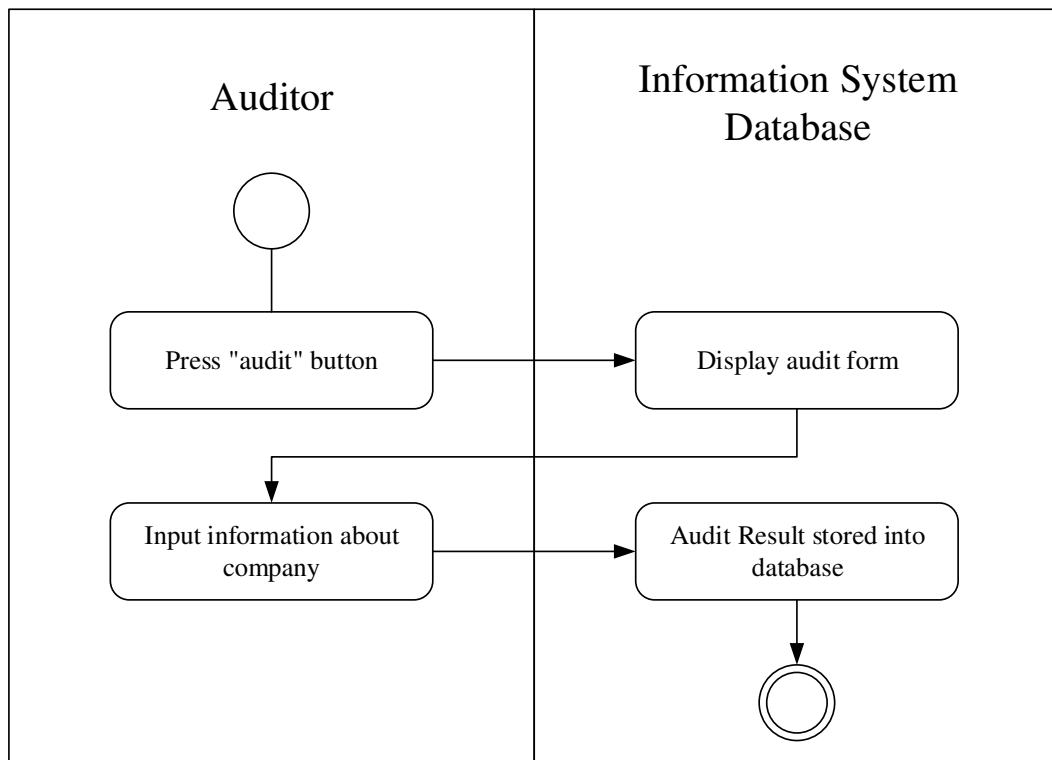 Auditor
Information System
Database
Press "audit" button
Display audit form
Input information about
company
Audit Result stored into
database